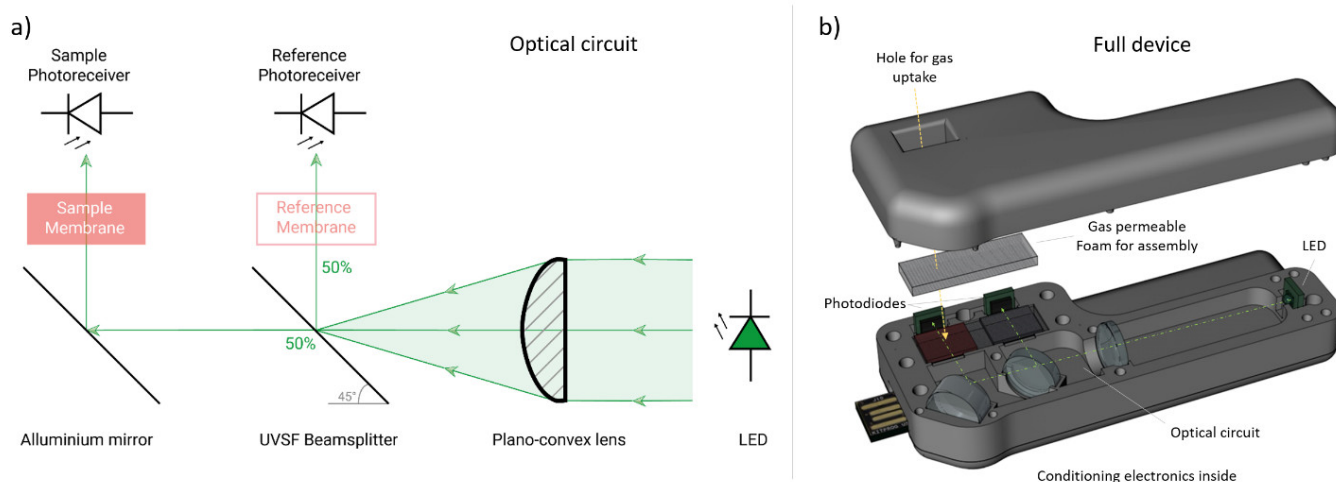 a)
Optical circuit
Sample
Photoreceiver
Reference
Photoreceiver
Sample
Membrane
Reference
Membrane
50%
50%
45°
Alluminium mirror
UVSF Beamsplitter
Plano-convex lens
LED
b)
Full device
Hole for gas
uptake
Gas permeable
Foam for assembly
LED
Photodiodes
Optical circuit
Conditioning electronics inside